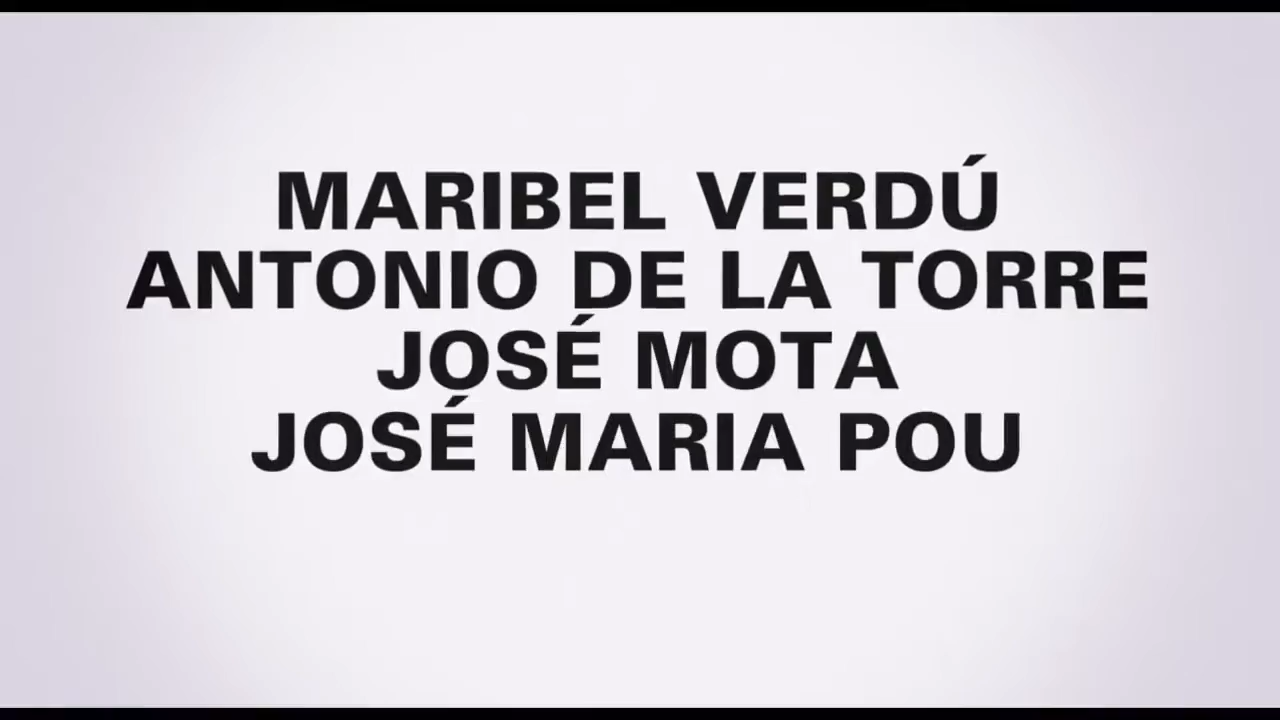 MARIBEL VERDÚ
ANTONIO DE LA TORRE
JOSÉ MOTA
JOSÉ MARIA POU